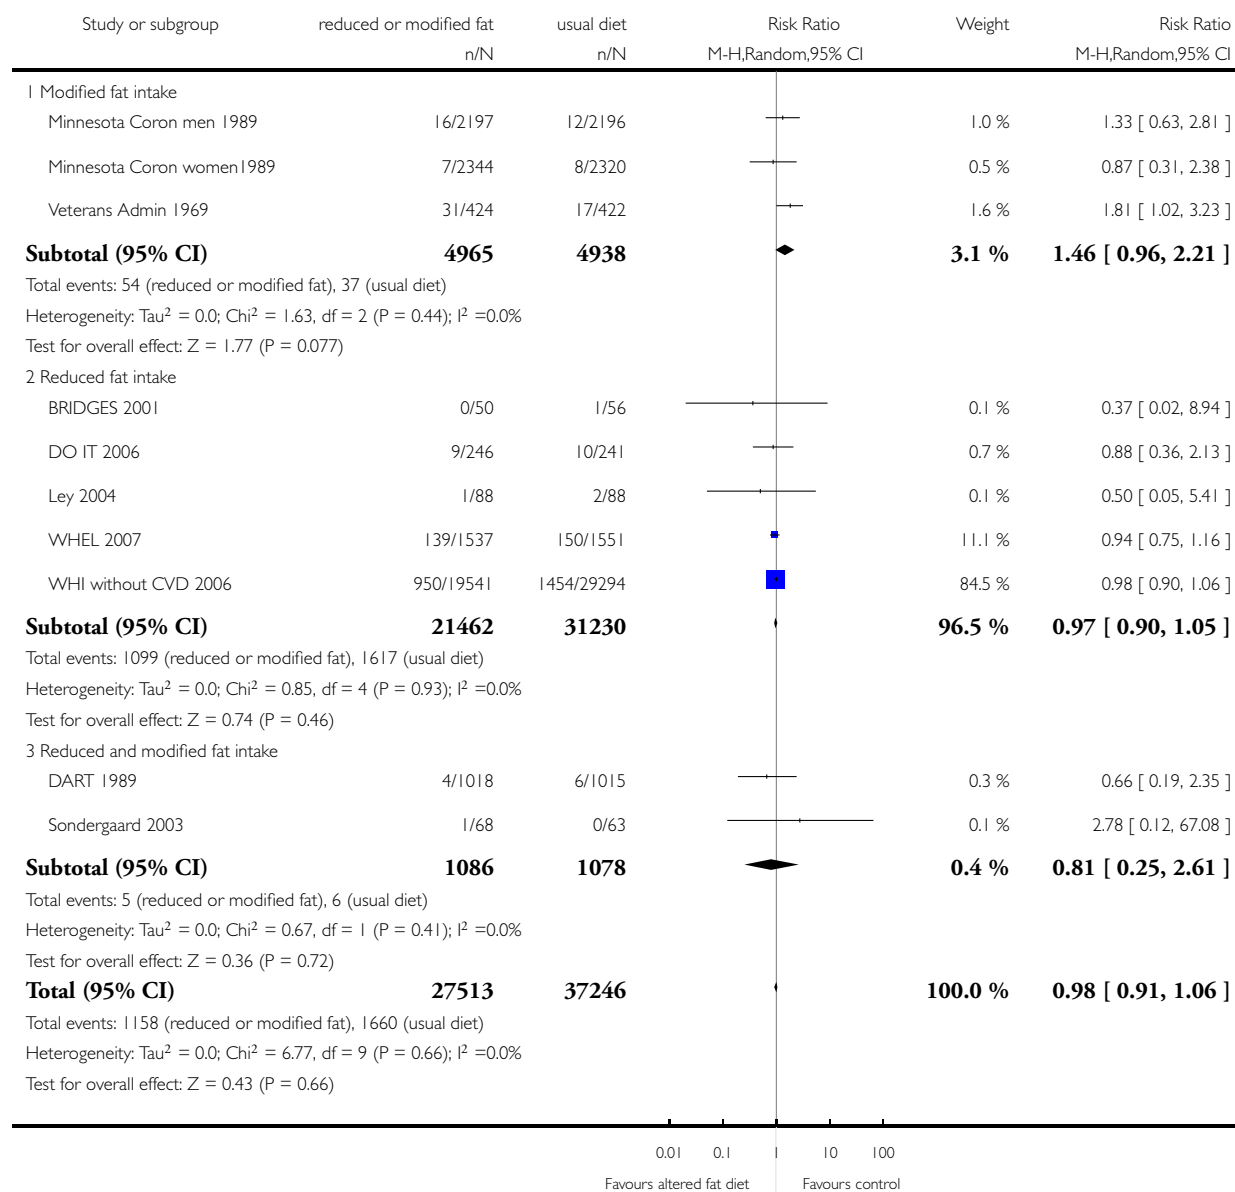 Study or subgroup reduced or modified fat usual diet Risk Ratio Weight Risk Ratio
n/N n/N M-H,Random,95% CI M-H,Random,95% CI
1 Modified fat intake
Minnesota Coron men 1989 16/2197 12/2196 1.0 % 1.33 [ 0.63, 2.81 ]
Minnesota Coron women1989 7/2344 8/2320 0.5 % 0.87 [ 0.31, 2.38 ]
Veterans Admin 1969 31/424 17/422 1.6 % 1.81 [ 1.02, 3.23 ]
Subtotal (95% CI) 4965 4938 3.1 % 1.46 [ 0.96, 2.21 ]
Total events: 54 (reduced or modified fat), 37 (usual diet)
Heterogeneity: Tau² = 0.0; Chi² = 1.63, df = 2 (P = 0.44); I² =0.0%
Test for overall effect: Z = 1.77 (P = 0.077)
2 Reduced fat intake
BRIDGES 2001 0/50 1/56 0.1 % 0.37 [ 0.02, 8.94 ]
DO IT 2006 9/246 10/241 0.7 % 0.88 [ 0.36, 2.13 ]
Ley 2004 1/88 2/88 0.1 % 0.50 [ 0.05, 5.41 ]
WHEL 2007 139/1537 150/1551 11.1 % 0.94 [ 0.75, 1.16 ]
WHI without CVD 2006 950/19541 1454/29294 84.5 % 0.98 [ 0.90, 1.06 ]
Subtotal (95% CI) 21462 31230 96.5 % 0.97 [ 0.90, 1.05 ]
Total events: 1099 (reduced or modified fat), 1617 (usual diet)
Heterogeneity: Tau² = 0.0; Chi² = 0.85, df = 4 (P = 0.93); I² =0.0%
Test for overall effect: Z = 0.74 (P = 0.46)
3 Reduced and modified fat intake
DART 1989 4/1018 6/1015 0.3 % 0.66 [ 0.19, 2.35 ]
Sondergaard 2003 1/68 0/63 0.1 % 2.78 [ 0.12, 67.08 ]
Subtotal (95% CI) 1086 1078 0.4 % 0.81 [ 0.25, 2.61 ]
Total events: 5 (reduced or modified fat), 6 (usual diet)
Heterogeneity: Tau² = 0.0; Chi² = 0.67, df = 1 (P = 0.41); I² =0.0%
Test for overall effect: Z = 0.36 (P = 0.72)
Total (95% CI) 27513 37246 100.0 % 0.98 [ 0.91, 1.06 ]
Total events: 1158 (reduced or modified fat), 1660 (usual diet)
Heterogeneity: Tau² = 0.0; Chi² = 6.77, df = 9 (P = 0.66); I² =0.0%
Test for overall effect: Z = 0.43 (P = 0.66)
0.01 0.1 1 10 100
Favours altered fat diet Favours control